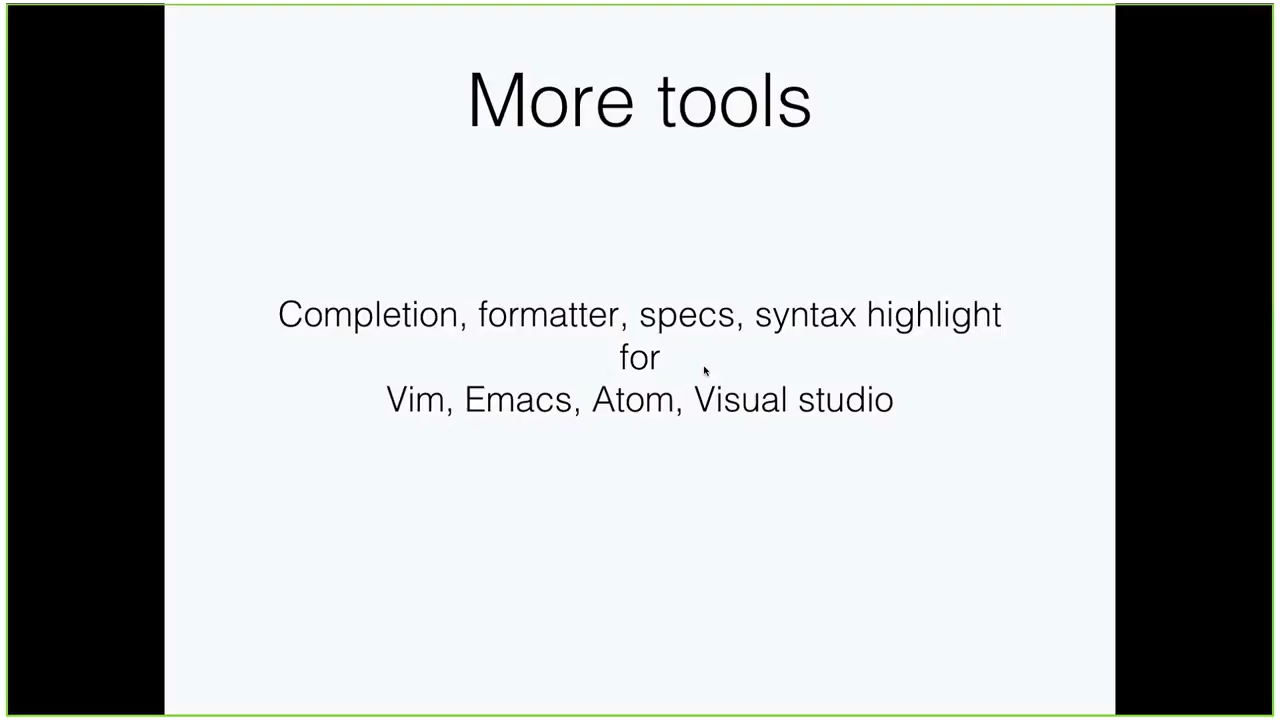 More tools
Completion, formatter, specs, syntax highlight
for
Vim, Emacs, Atom, Visual studio